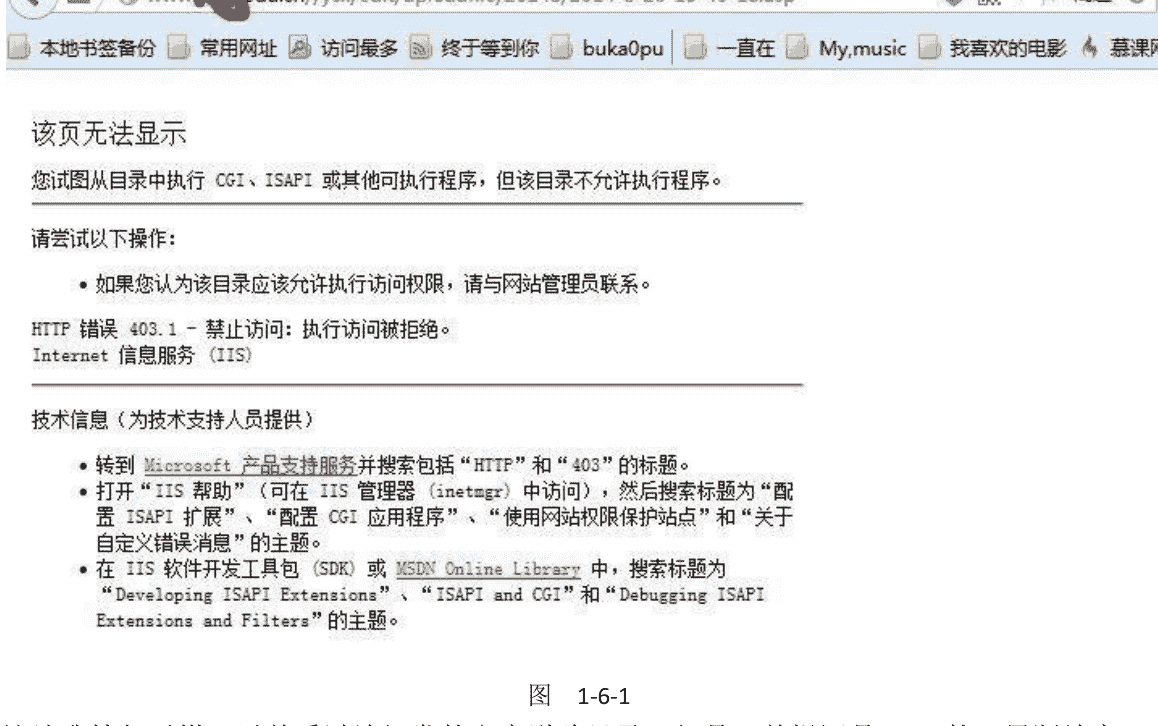 本地书签备份 常用网址 访问最多 终于等到你 buka0pu 一直在 My,music 我喜欢的电影 慕课
该页无法显示
您试图从目录中执行 CGI、ISAPI 或其他可执行程序，但该目录不允许执行程序。
请尝试以下操作：
• 如果您认为该目录应该允许执行访问权限，请与网站管理员联系。
HTTP 错误 403.1 - 禁止访问：执行访问被拒绝。
Internet 信息服务 (IIS)
技术信息（为技术支持人员提供）
• 转到 Microsoft 产品支持服务并搜索包括“HTTP”和“403”的标题。
• 打开“IIS 帮助”（可在 IIS 管理器 (inetmgr) 中访问），然后搜索标题为“配
置 ISAPI 扩展”、“配置 CGI 应用程序”、“使用网站权限保护站点”和“关于
自定义错误消息”的主题。
• 在 IIS 软件开发工具包 (SDK) 或 MSDN Online Library 中，搜索标题为
“Developing ISAPI Extensions”、“ISAPI and CGI”和“Debugging ISAPI
Extensions and Filters”的主题。
图 1-6-1